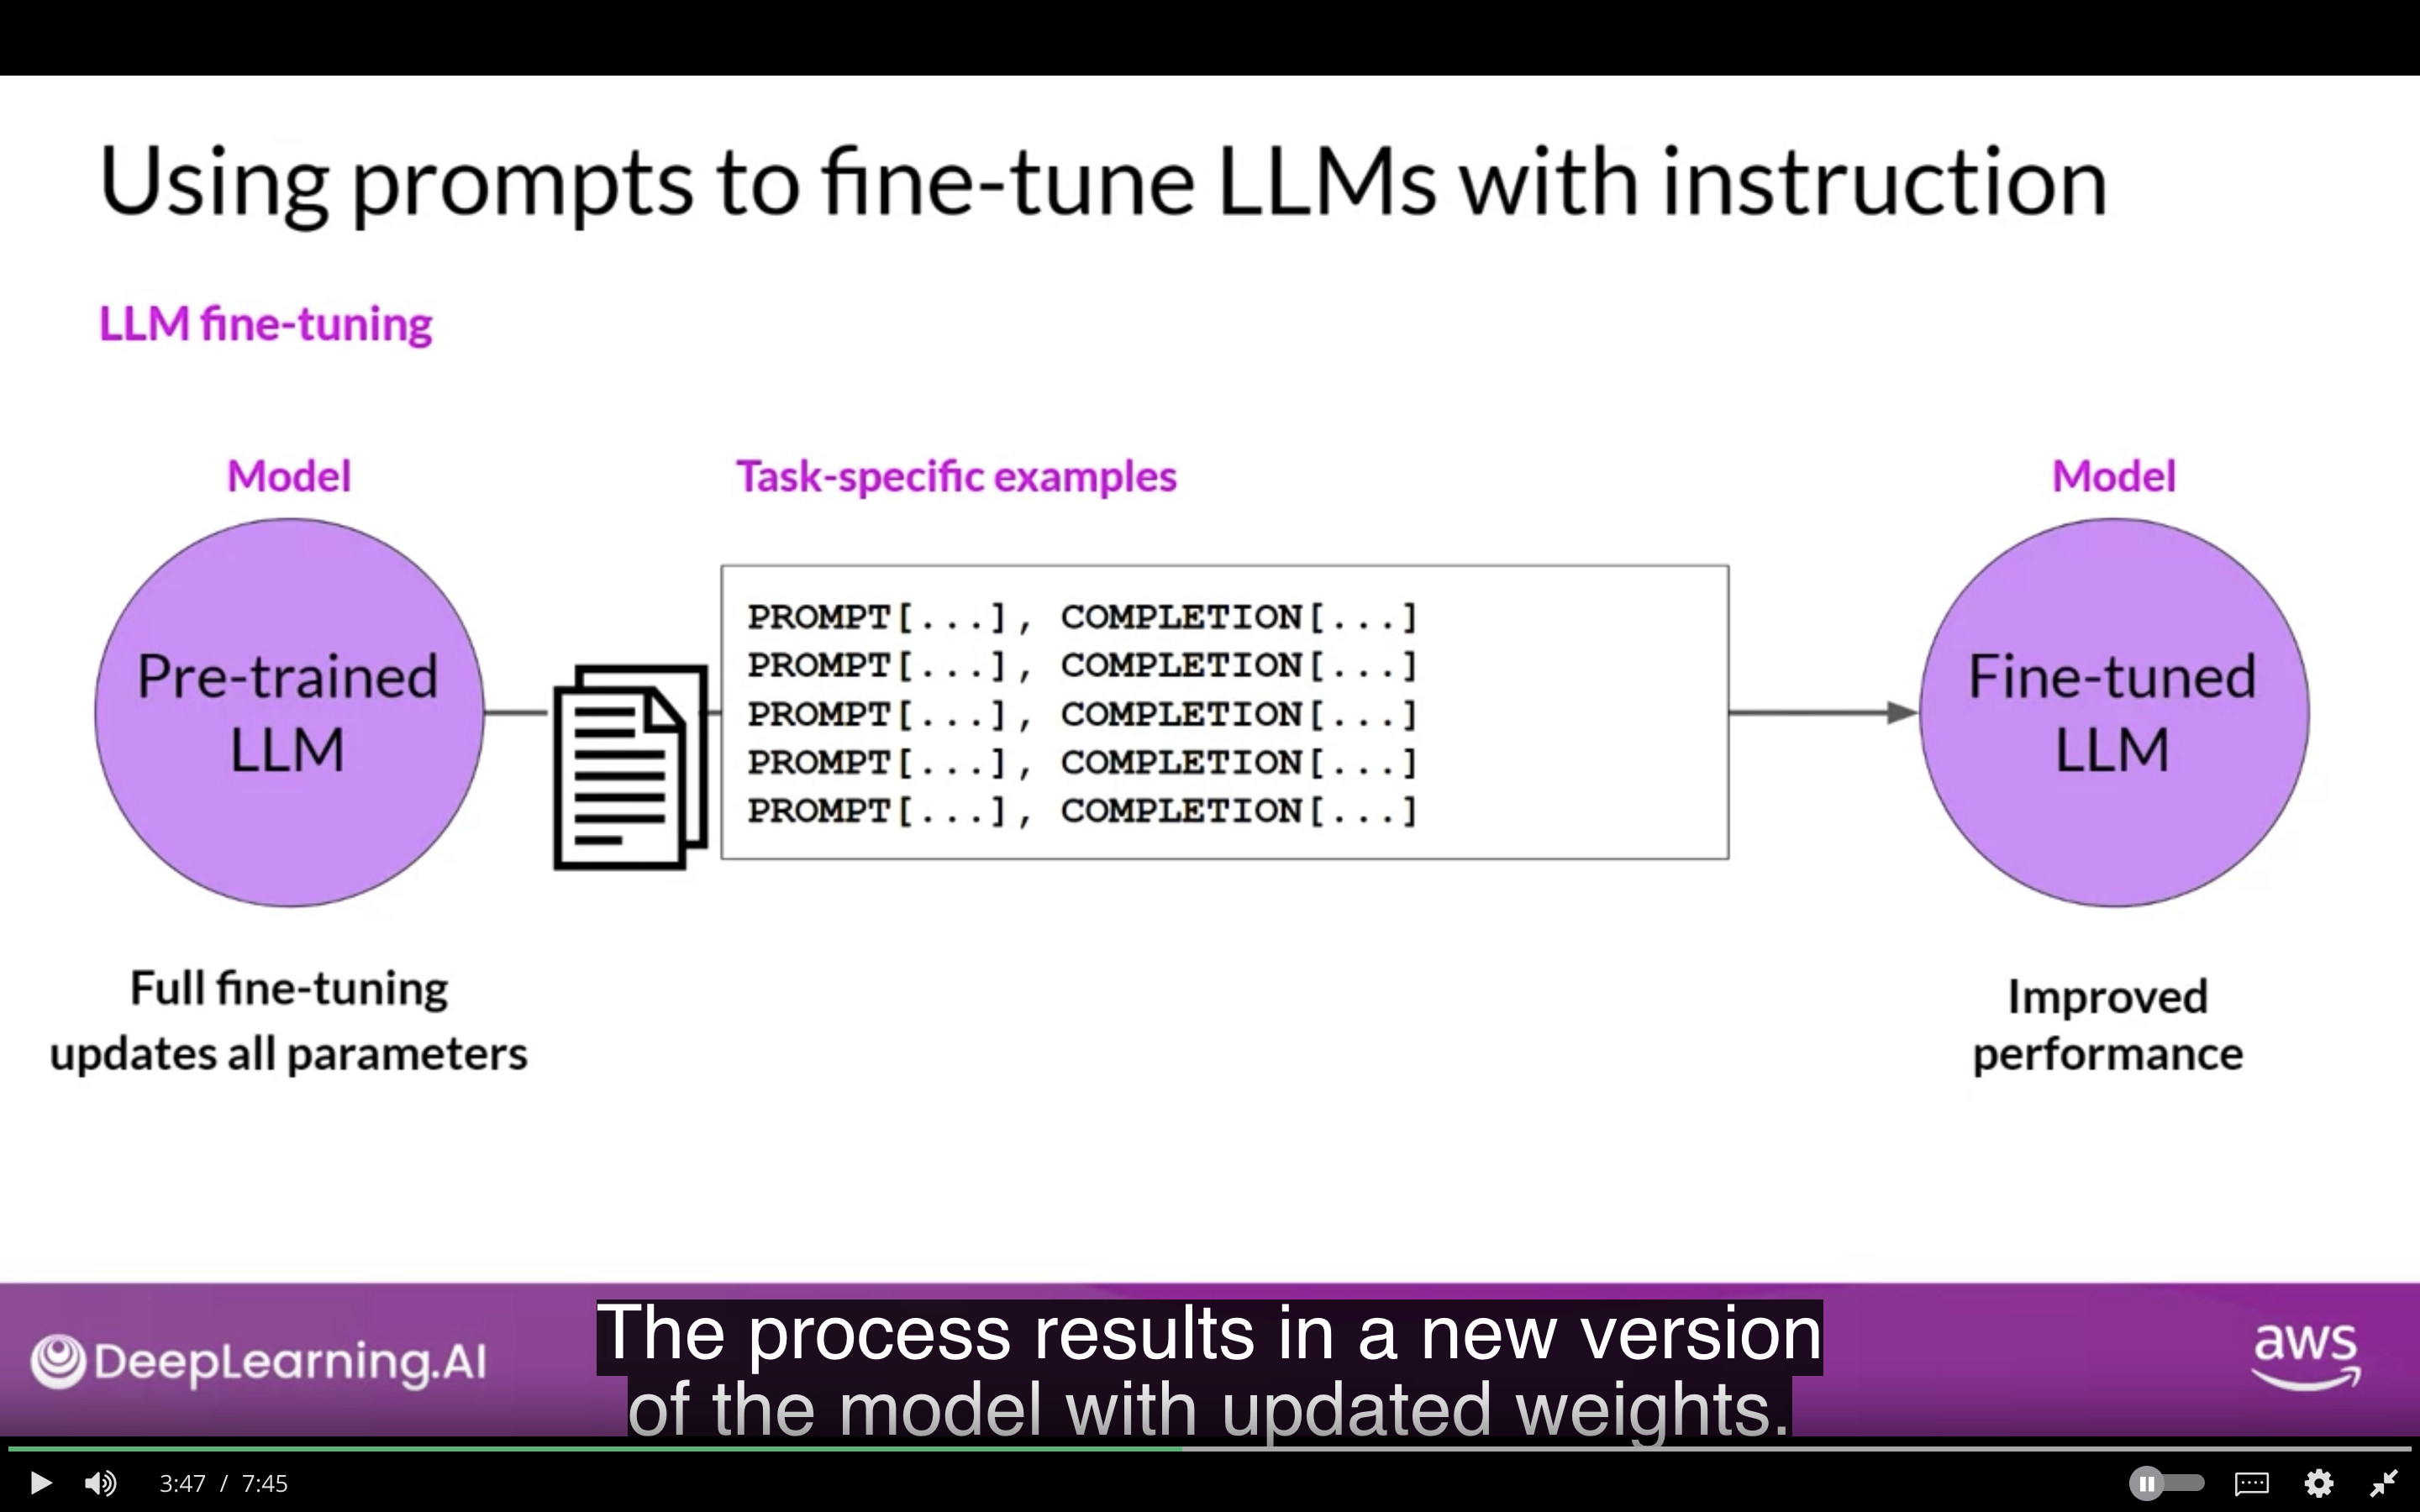 Using prompts to fine-tune LLMs with instruction
LLM fine-tuning
Model
Task-specific examples
Model
Pre-trained
LLM
PROMPT[...], COMPLETION[...]
PROMPT[...], COMPLETION[...]
PROMPT[...], COMPLETION[...]
PROMPT[...], COMPLETION[...]
PROMPT[...], COMPLETION[...]
Fine-tuned
LLM
Full fine-tuning
updates all parameters
Improved
performance
DeepLearning.AI
The process results in a new version
of the model with updated weights.
aws
3:47 / 7:45